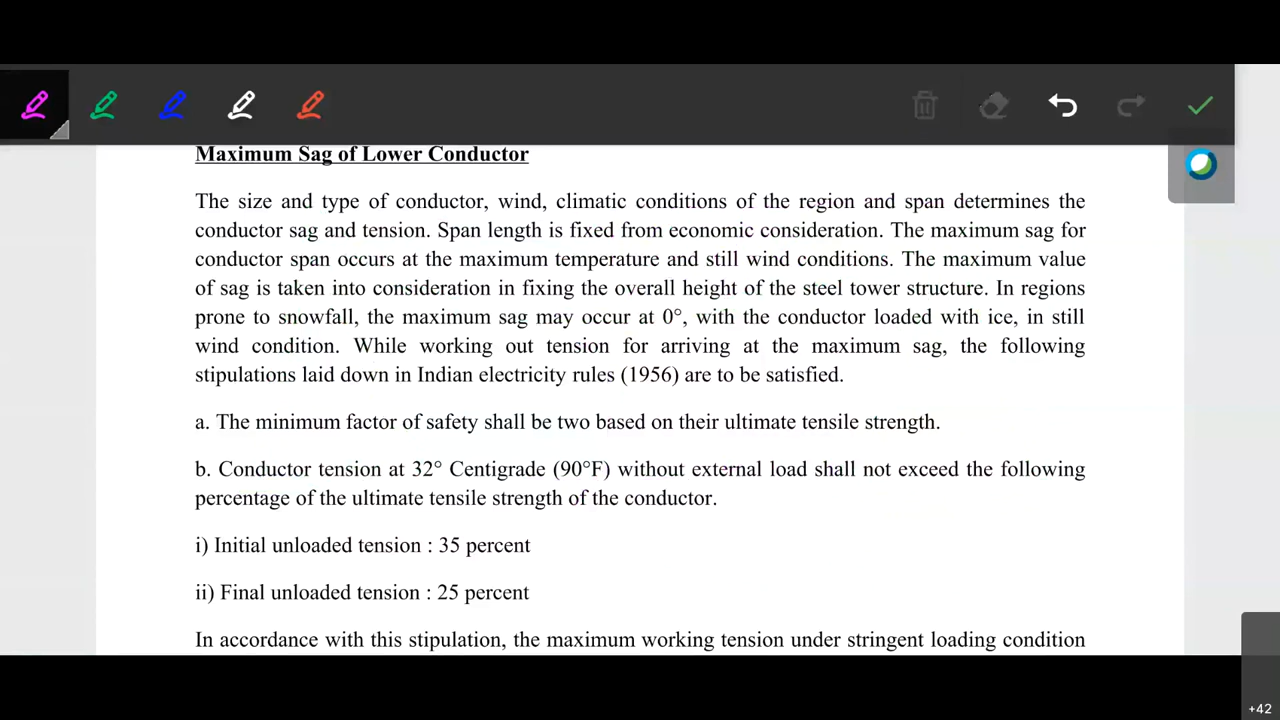 Maximum Sag of Lower Conductor
The size and type of conductor, wind, climatic conditions of the region and span determines the
conductor sag and tension. Span length is fixed from economic consideration. The maximum sag for
conductor span occurs at the maximum temperature and still wind conditions. The maximum value
of sag is taken into consideration in fixing the overall height of the steel tower structure. In regions
prone to snowfall, the maximum sag may occur at 0°, with the conductor loaded with ice, in still
wind condition. While working out tension for arriving at the maximum sag, the following
stipulations laid down in Indian electricity rules (1956) are to be satisfied.
a. The minimum factor of safety shall be two based on their ultimate tensile strength.
b. Conductor tension at 32° Centigrade (90°F) without external load shall not exceed the following
percentage of the ultimate tensile strength of the conductor.
i) Initial unloaded tension : 35 percent
ii) Final unloaded tension : 25 percent
In accordance with this stipulation, the maximum working tension under stringent loading condition
+42